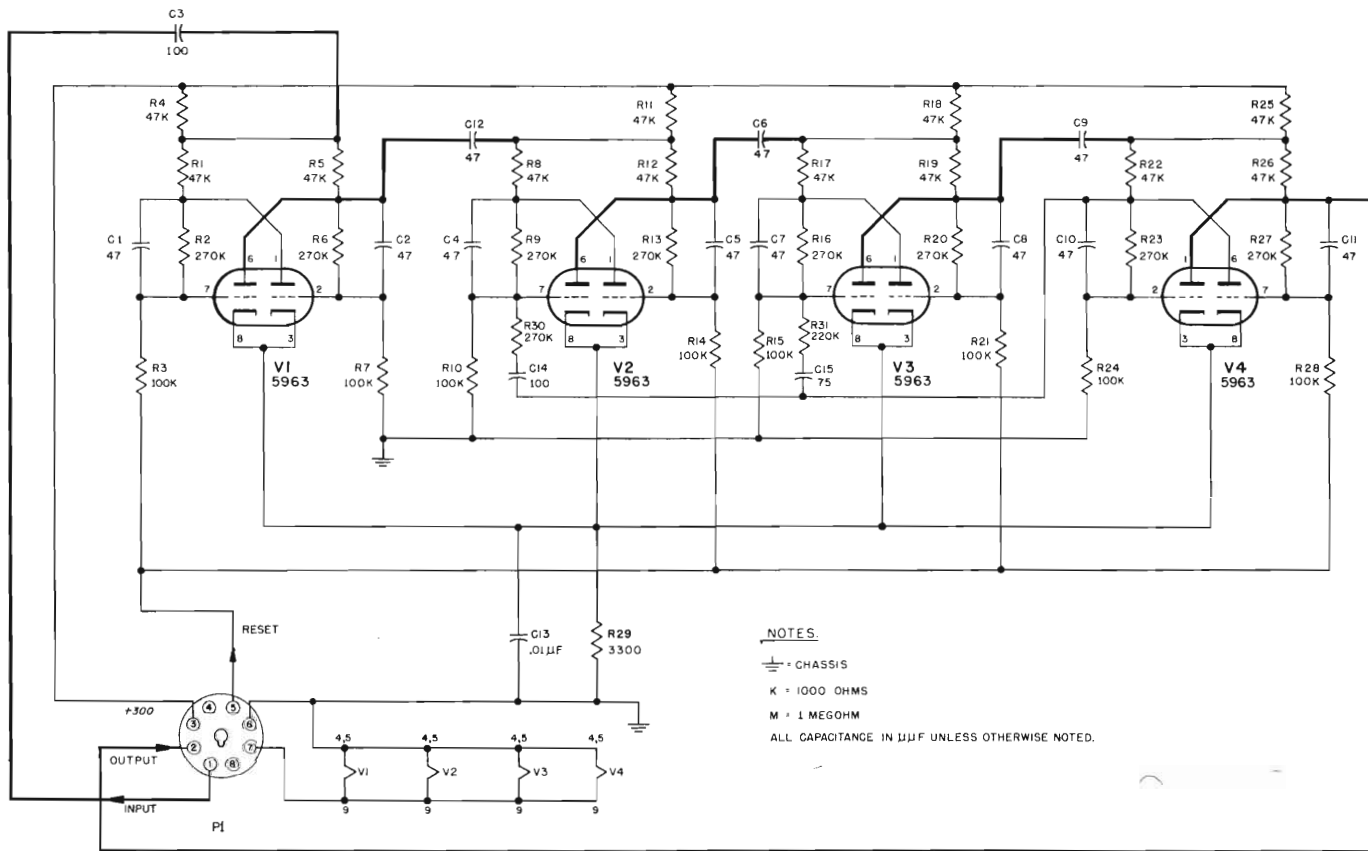 C3
100
R4
47K
R11
47K
R18
47K
R25
47K
C12
47
C6
47
C9
47
R1
47K
R5
47K
R8
47K
R12
47K
R17
47K
R19
47K
R22
47K
R26
47K
C1
47
R2
270K
R6
270K
C2
47
C4
47
R9
270K
R13
270K
C5
47
C7
47
R16
270K
R20
270K
C8
47
C10
47
R23
270K
R27
270K
C11
47
6 1
6 1
6 1
1 6
7 2
7 2
7 2
2 7
8 3
8 3
8 3
3 8
R30
270K
R31
220K
R3
100K
V1
5963
R7
100K
R10
100K
C14
100
V2
5963
R14
100K
R15
100K
C15
75
V3
5963
R21
100K
R24
100K
V4
5963
R28
100K
RESET
C13
.01µF
R29
3300
NOTES.
= CHASSIS
K = 1000 OHMS
M = 1 MEGOHM
ALL CAPACITANCE IN µµF UNLESS OTHERWISE NOTED.
+300
OUTPUT
INPUT
P1
4 5
3 6
2 7
1 8
4,5 4,5 4,5 4,5
V1 V2 V3 V4
9 9 9 9